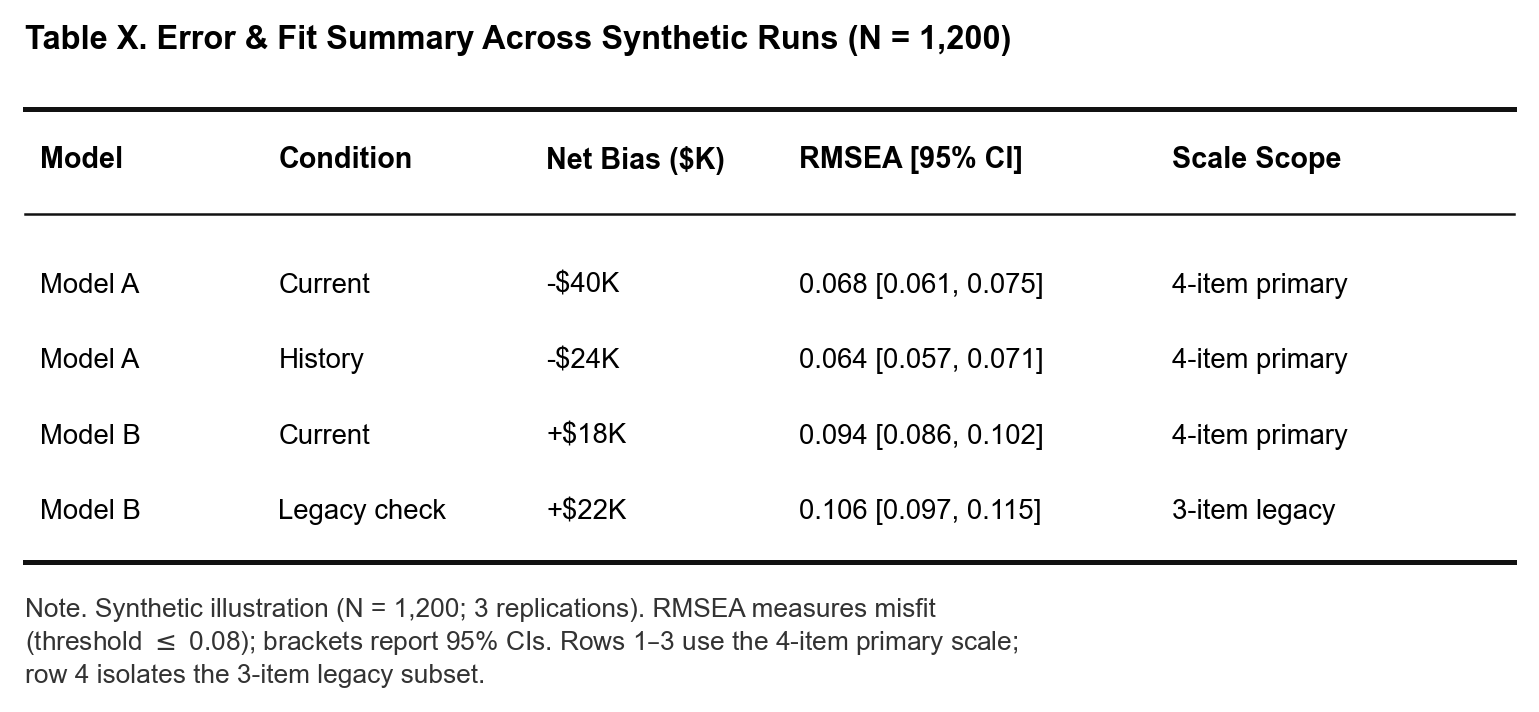 Table X. Error & Fit Summary Across Synthetic Runs (N = 1,200)
Model Condition Net Bias ($K) RMSEA [95% CI] Scale Scope
Model A Current -$40K 0.068 [0.061, 0.075] 4-item primary
Model A History -$24K 0.064 [0.057, 0.071] 4-item primary
Model B Current +$18K 0.094 [0.086, 0.102] 4-item primary
Model B Legacy check +$22K 0.106 [0.097, 0.115] 3-item legacy
Note. Synthetic illustration (N = 1,200; 3 replications). RMSEA measures misfit
(threshold ≤ 0.08); brackets report 95% CIs. Rows 1–3 use the 4-item primary scale;
row 4 isolates the 3-item legacy subset.